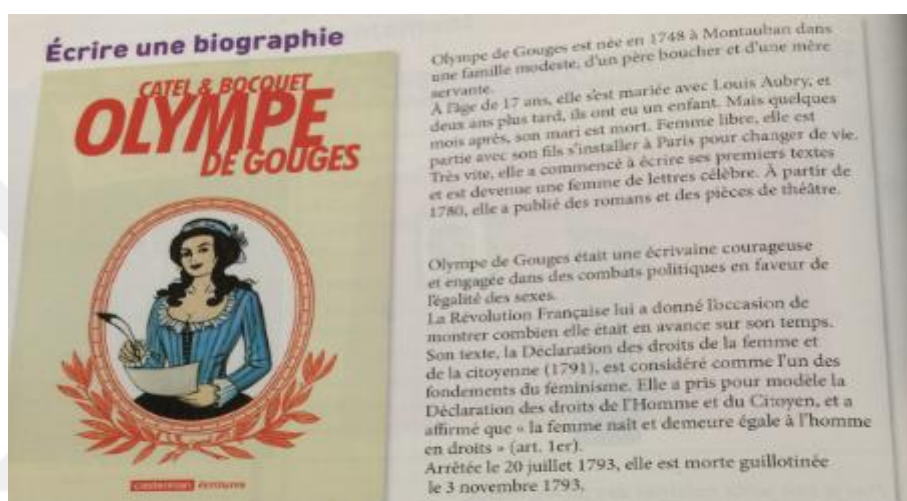 Écrire une biographie
CATEL & BOCQUET
OLYMPE
DE GOUGES
casterman écritures
Olympe de Gouges est née en 1748 à Montauban dans
une famille modeste, d'un père boucher et d'une mère
servante.
À l'âge de 17 ans, elle s'est mariée avec Louis Aubry, et
deux ans plus tard, ils ont eu un enfant. Mais quelques
mois après, son mari est mort. Femme libre, elle est
partie avec son fils s'installer à Paris pour changer de vie.
Très vite, elle a commencé à écrire ses premiers textes
et est devenue une femme de lettres célèbre. À partir de
1780, elle a publié des romans et des pièces de théâtre.
Olympe de Gouges était une écrivaine courageuse
et engagée dans des combats politiques en faveur de
l'égalité des sexes.
La Révolution Française lui a donné l'occasion de
montrer combien elle était en avance sur son temps.
Son texte, la Déclaration des droits de la femme et
de la citoyenne (1791), est considéré comme l'un des
fondements du féminisme. Elle a pris pour modèle la
Déclaration des droits de l'Homme et du Citoyen, et a
affirmé que « la femme naît et demeure égale à l'homme
en droits » (art. 1er).
Arrêtée le 20 juillet 1793, elle est morte guillotinée
le 3 novembre 1793.